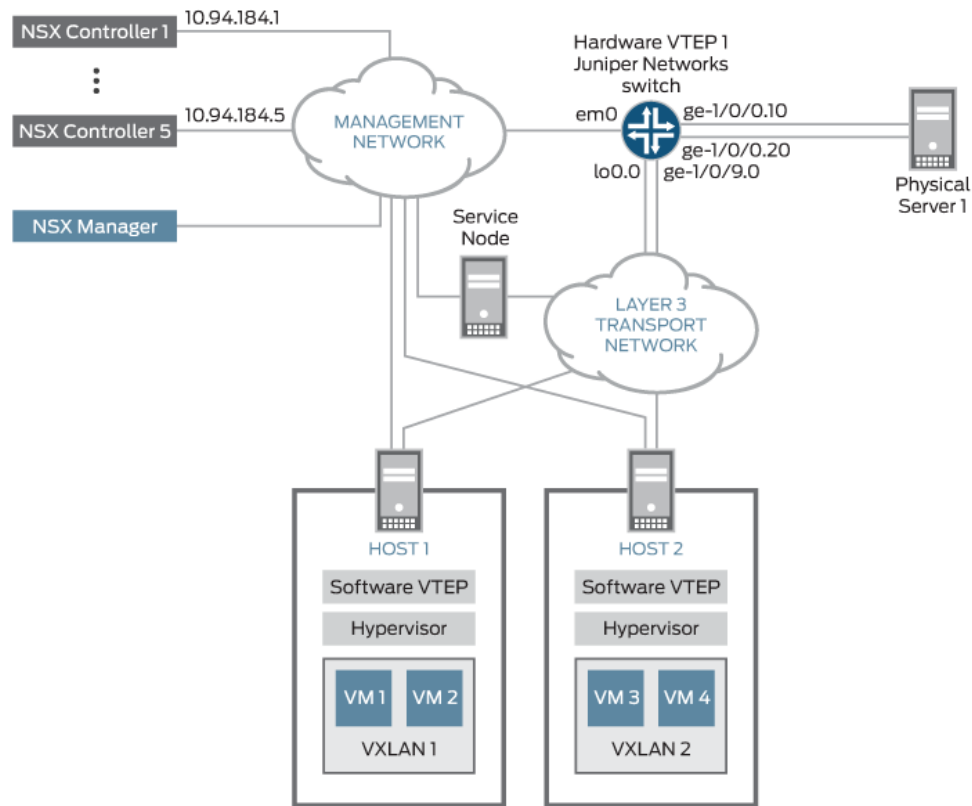 NSX Controller 1
10.94.184.1
NSX Controller 5
10.94.184.5
NSX Manager
MANAGEMENT
NETWORK
Hardware VTEP 1
Juniper Networks
switch
em0
ge-1/0/0.10
ge-1/0/0.20
lo0.0
ge-1/0/9.0
Physical
Server 1
Service
Node
LAYER 3
TRANSPORT
NETWORK
HOST 1
Software VTEP
Hypervisor
VM 1
VM 2
VXLAN 1
HOST 2
Software VTEP
Hypervisor
VM 3
VM 4
VXLAN 2